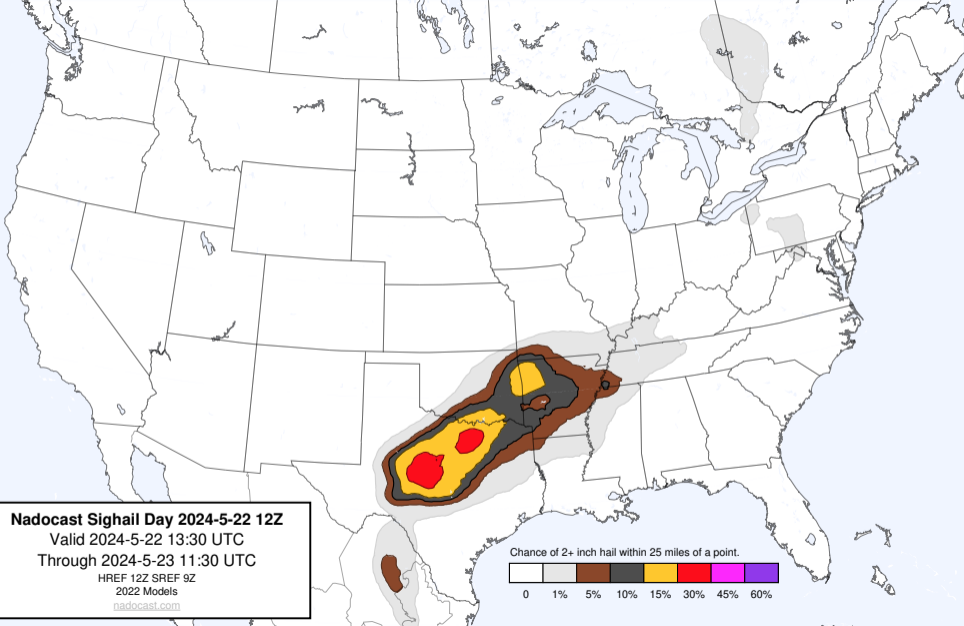 Nadocast Sighail Day 2024-5-22 12Z
Valid 2024-5-22 13:30 UTC
Through 2024-5-23 11:30 UTC
HREF 12Z SREF 9Z
2022 Models
nadocast.com
Chance of 2+ inch hail within 25 miles of a point.
0 1% 5% 10% 15% 30% 45% 60%